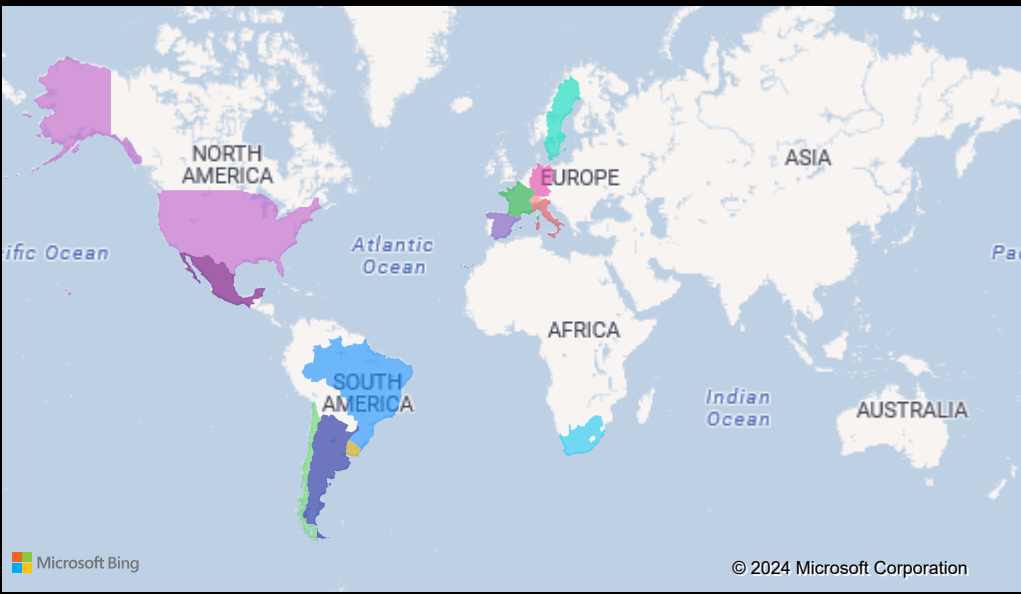 NORTH
AMERICA
EUROPE
ASIA
Atlantic
Ocean
ific Ocean
Pac
AFRICA
SOUTH
AMERICA
Indian
Ocean
AUSTRALIA
Microsoft Bing
© 2024 Microsoft Corporation